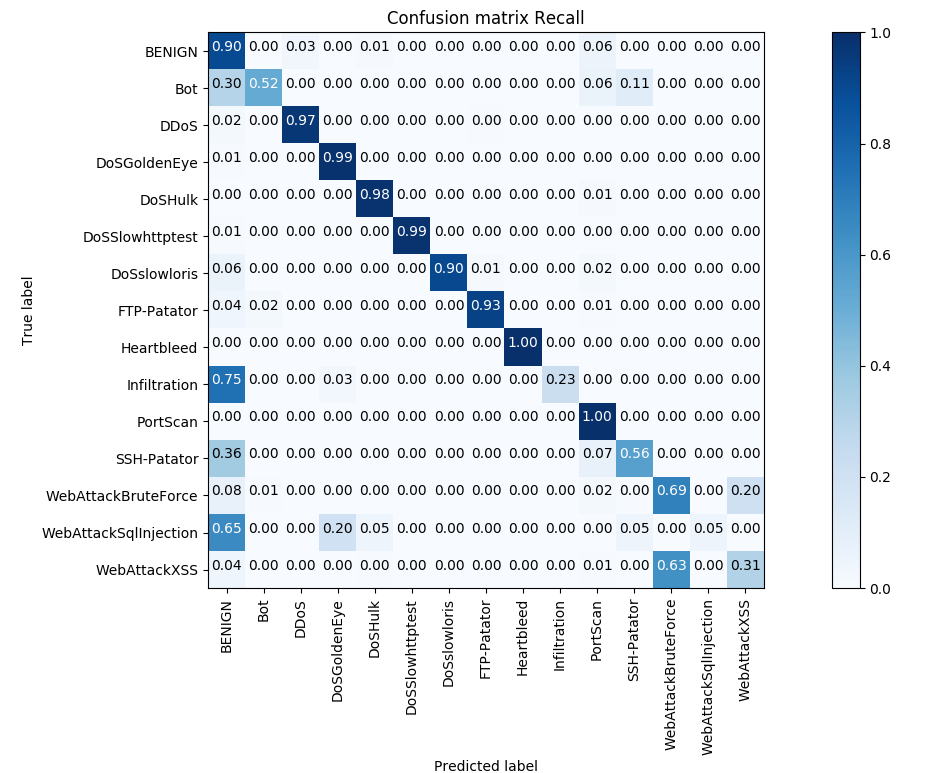 Confusion matrix Recall
BENIGN 0.90 0.00 0.03 0.00 0.01 0.00 0.00 0.00 0.00 0.00 0.06 0.00 0.00 0.00 0.00
Bot 0.30 0.52 0.00 0.00 0.00 0.00 0.00 0.00 0.00 0.00 0.06 0.11 0.00 0.00 0.00
DDoS 0.02 0.00 0.97 0.00 0.00 0.00 0.00 0.00 0.00 0.00 0.00 0.00 0.00 0.00 0.00
DoSGoldenEye 0.01 0.00 0.00 0.99 0.00 0.00 0.00 0.00 0.00 0.00 0.00 0.00 0.00 0.00 0.00
DoSHulk 0.00 0.00 0.00 0.00 0.98 0.00 0.00 0.00 0.00 0.00 0.01 0.00 0.00 0.00 0.00
DoSSlowhttptest 0.01 0.00 0.00 0.00 0.00 0.99 0.00 0.00 0.00 0.00 0.00 0.00 0.00 0.00 0.00
DoSslowloris 0.06 0.00 0.00 0.00 0.00 0.00 0.90 0.01 0.00 0.00 0.02 0.00 0.00 0.00 0.00
FTP-Patator 0.04 0.02 0.00 0.00 0.00 0.00 0.00 0.93 0.00 0.00 0.01 0.00 0.00 0.00 0.00
Heartbleed 0.00 0.00 0.00 0.00 0.00 0.00 0.00 0.00 1.00 0.00 0.00 0.00 0.00 0.00 0.00
Infiltration 0.75 0.00 0.00 0.03 0.00 0.00 0.00 0.00 0.00 0.23 0.00 0.00 0.00 0.00 0.00
PortScan 0.00 0.00 0.00 0.00 0.00 0.00 0.00 0.00 0.00 0.00 1.00 0.00 0.00 0.00 0.00
SSH-Patator 0.36 0.00 0.00 0.00 0.00 0.00 0.00 0.00 0.00 0.00 0.07 0.56 0.00 0.00 0.00
WebAttackBruteForce 0.08 0.01 0.00 0.00 0.00 0.00 0.00 0.00 0.00 0.00 0.02 0.00 0.69 0.00 0.20
WebAttackSqlInjection 0.65 0.00 0.00 0.20 0.05 0.00 0.00 0.00 0.00 0.00 0.00 0.05 0.00 0.05 0.00
WebAttackXSS 0.04 0.00 0.00 0.00 0.00 0.00 0.00 0.00 0.00 0.00 0.01 0.00 0.63 0.00 0.31
True label
BENIGN
Bot
DDoS
DoSGoldenEye
DoSHulk
DoSSlowhttptest
DoSslowloris
FTP-Patator
Heartbleed
Infiltration
PortScan
SSH-Patator
WebAttackBruteForce
WebAttackSqlInjection
WebAttackXSS
Predicted label
1.0
0.8
0.6
0.4
0.2
0.0